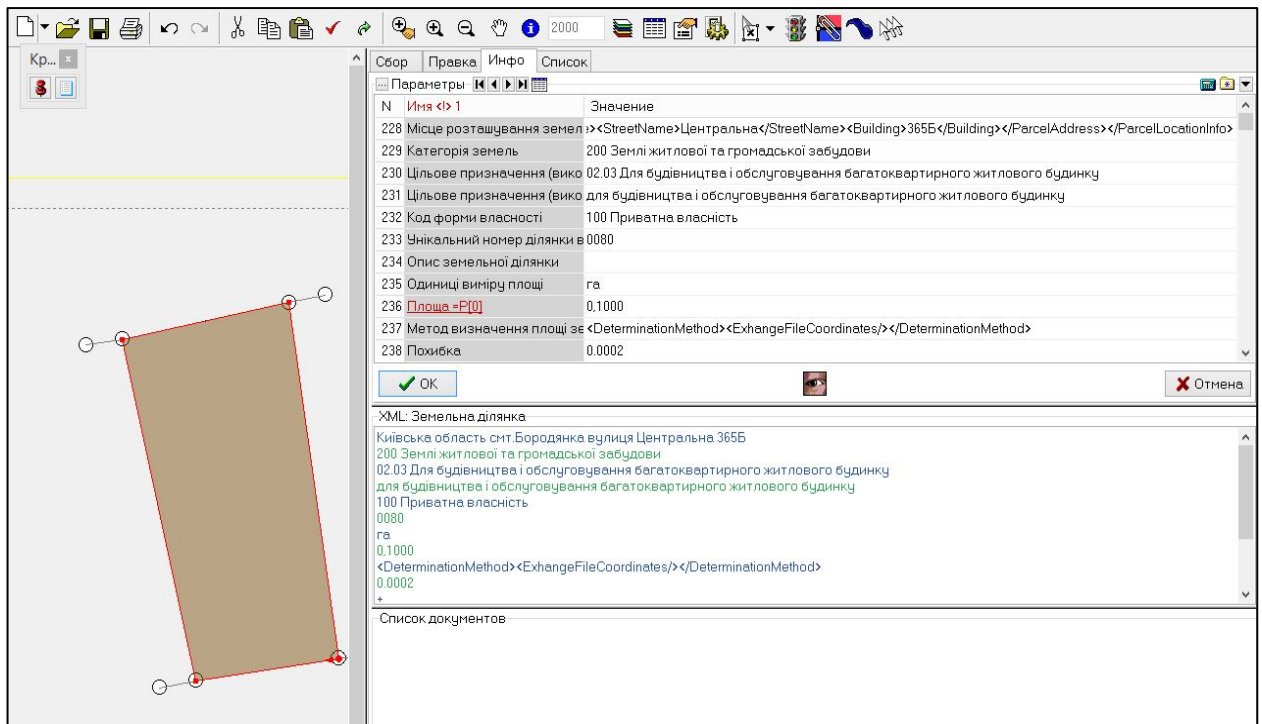 2000
Кр...
Сбор Правка Инфо Список
Параметры
N Имя <!> 1 Значение
228 Місце розташування земел ><StreetName>Центральна</StreetName><Building>365Б</Building></ParcelAddress></ParcelLocationInfo>
229 Категорія земель 200 Землі житлової та громадської забудови
230 Цільове призначення (вико 02.03 Для будівництва і обслуговування багатоквартирного житлового будинку
231 Цільове призначення (вико для будівництва і обслуговування багатоквартирного житлового будинку
232 Код форми власності 100 Приватна власність
233 Унікальний номер ділянки в 0080
234 Опис земельної ділянки
235 Одиниці виміру площі га
236 Площа =P[0] 0,1000
237 Метод визначення площі зе <DeterminationMethod><ExhangeFileCoordinates/></DeterminationMethod>
238 Похибка 0.0002
OK Отмена
XML: Земельна ділянка
Київська область смт.Бородянка вулиця Центральна 365Б
200 Землі житлової та громадської забудови
02.03 Для будівництва і обслуговування багатоквартирного житлового будинку
для будівництва і обслуговування багатоквартирного житлового будинку
100 Приватна власність
0080
га
0,1000
<DeterminationMethod><ExhangeFileCoordinates/></DeterminationMethod>
0.0002
+
Список документов